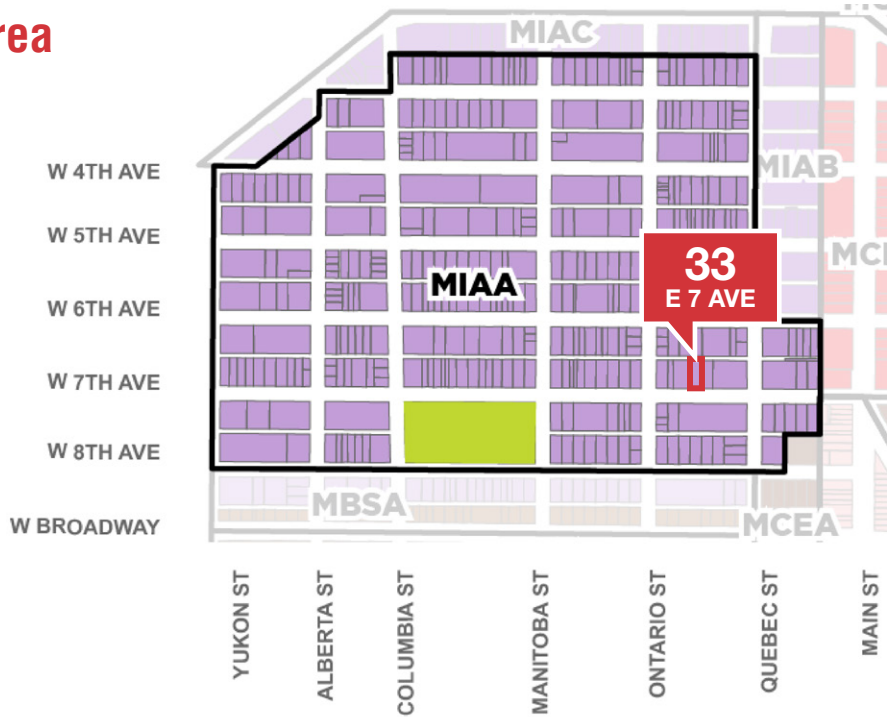 rea
MIAC
W 4TH AVE
MIAB
W 5TH AVE
33
E 7 AVE
MIAA
W 6TH AVE
W 7TH AVE
W 8TH AVE
MBSA
W BROADWAY
MCEA
YUKON ST
ALBERTA ST
COLUMBIA ST
MANITOBA ST
ONTARIO ST
QUEBEC ST
MAIN ST